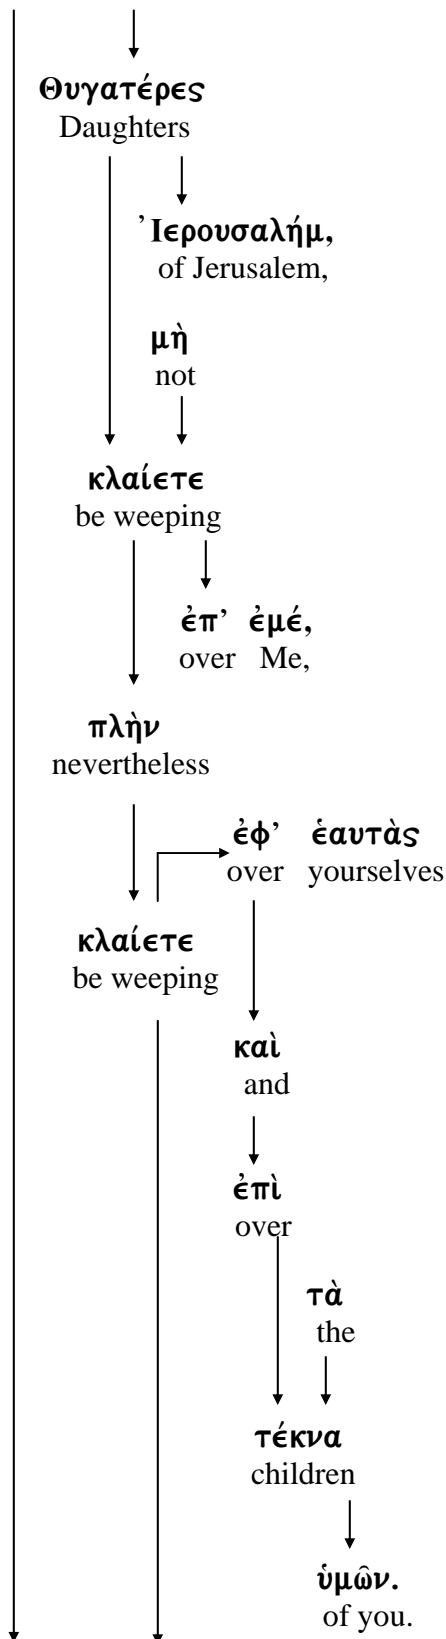 Θυγατέρες
Daughters
Ἰερουσαλήμ,
of Jerusalem,
μὴ
not
κλαίετε
be weeping
ἐπ’ ἐμέ,
over Me,
πλὴν
nevertheless
ἐφ’ ἑαυτὰς
over yourselves
κλαίετε
be weeping
καὶ
and
ἐπὶ
over
τὰ
the
τέκνα
children
ὑμῶν.
of you.